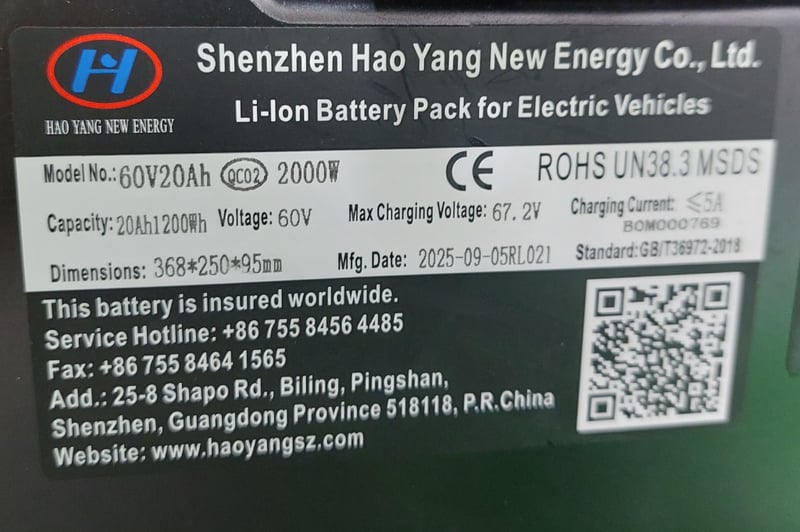 Shenzhen Hao Yang New Energy Co., Ltd.
HAO YANG NEW ENERGY
Li-Ion Battery Pack for Electric Vehicles
Model No.: 60V20Ah QC02 2000W
CE ROHS UN38.3 MSDS
Capacity: 20Ah1200Wh Voltage: 60V Max Charging Voltage: 67.2V Charging Current: ≤5A
BOM000769
Dimensions: 368*250*95mm Mfg. Date: 2025-09-05RL021 Standard: GB/T36972-2018
This battery is insured worldwide.
Service Hotline: +86 755 8456 4485
Fax: +86 755 8464 1565
Add.: 25-8 Shapo Rd., Biling, Pingshan,
Shenzhen, Guangdong Province 518118, P.R.China
Website: www.haoyangsz.com